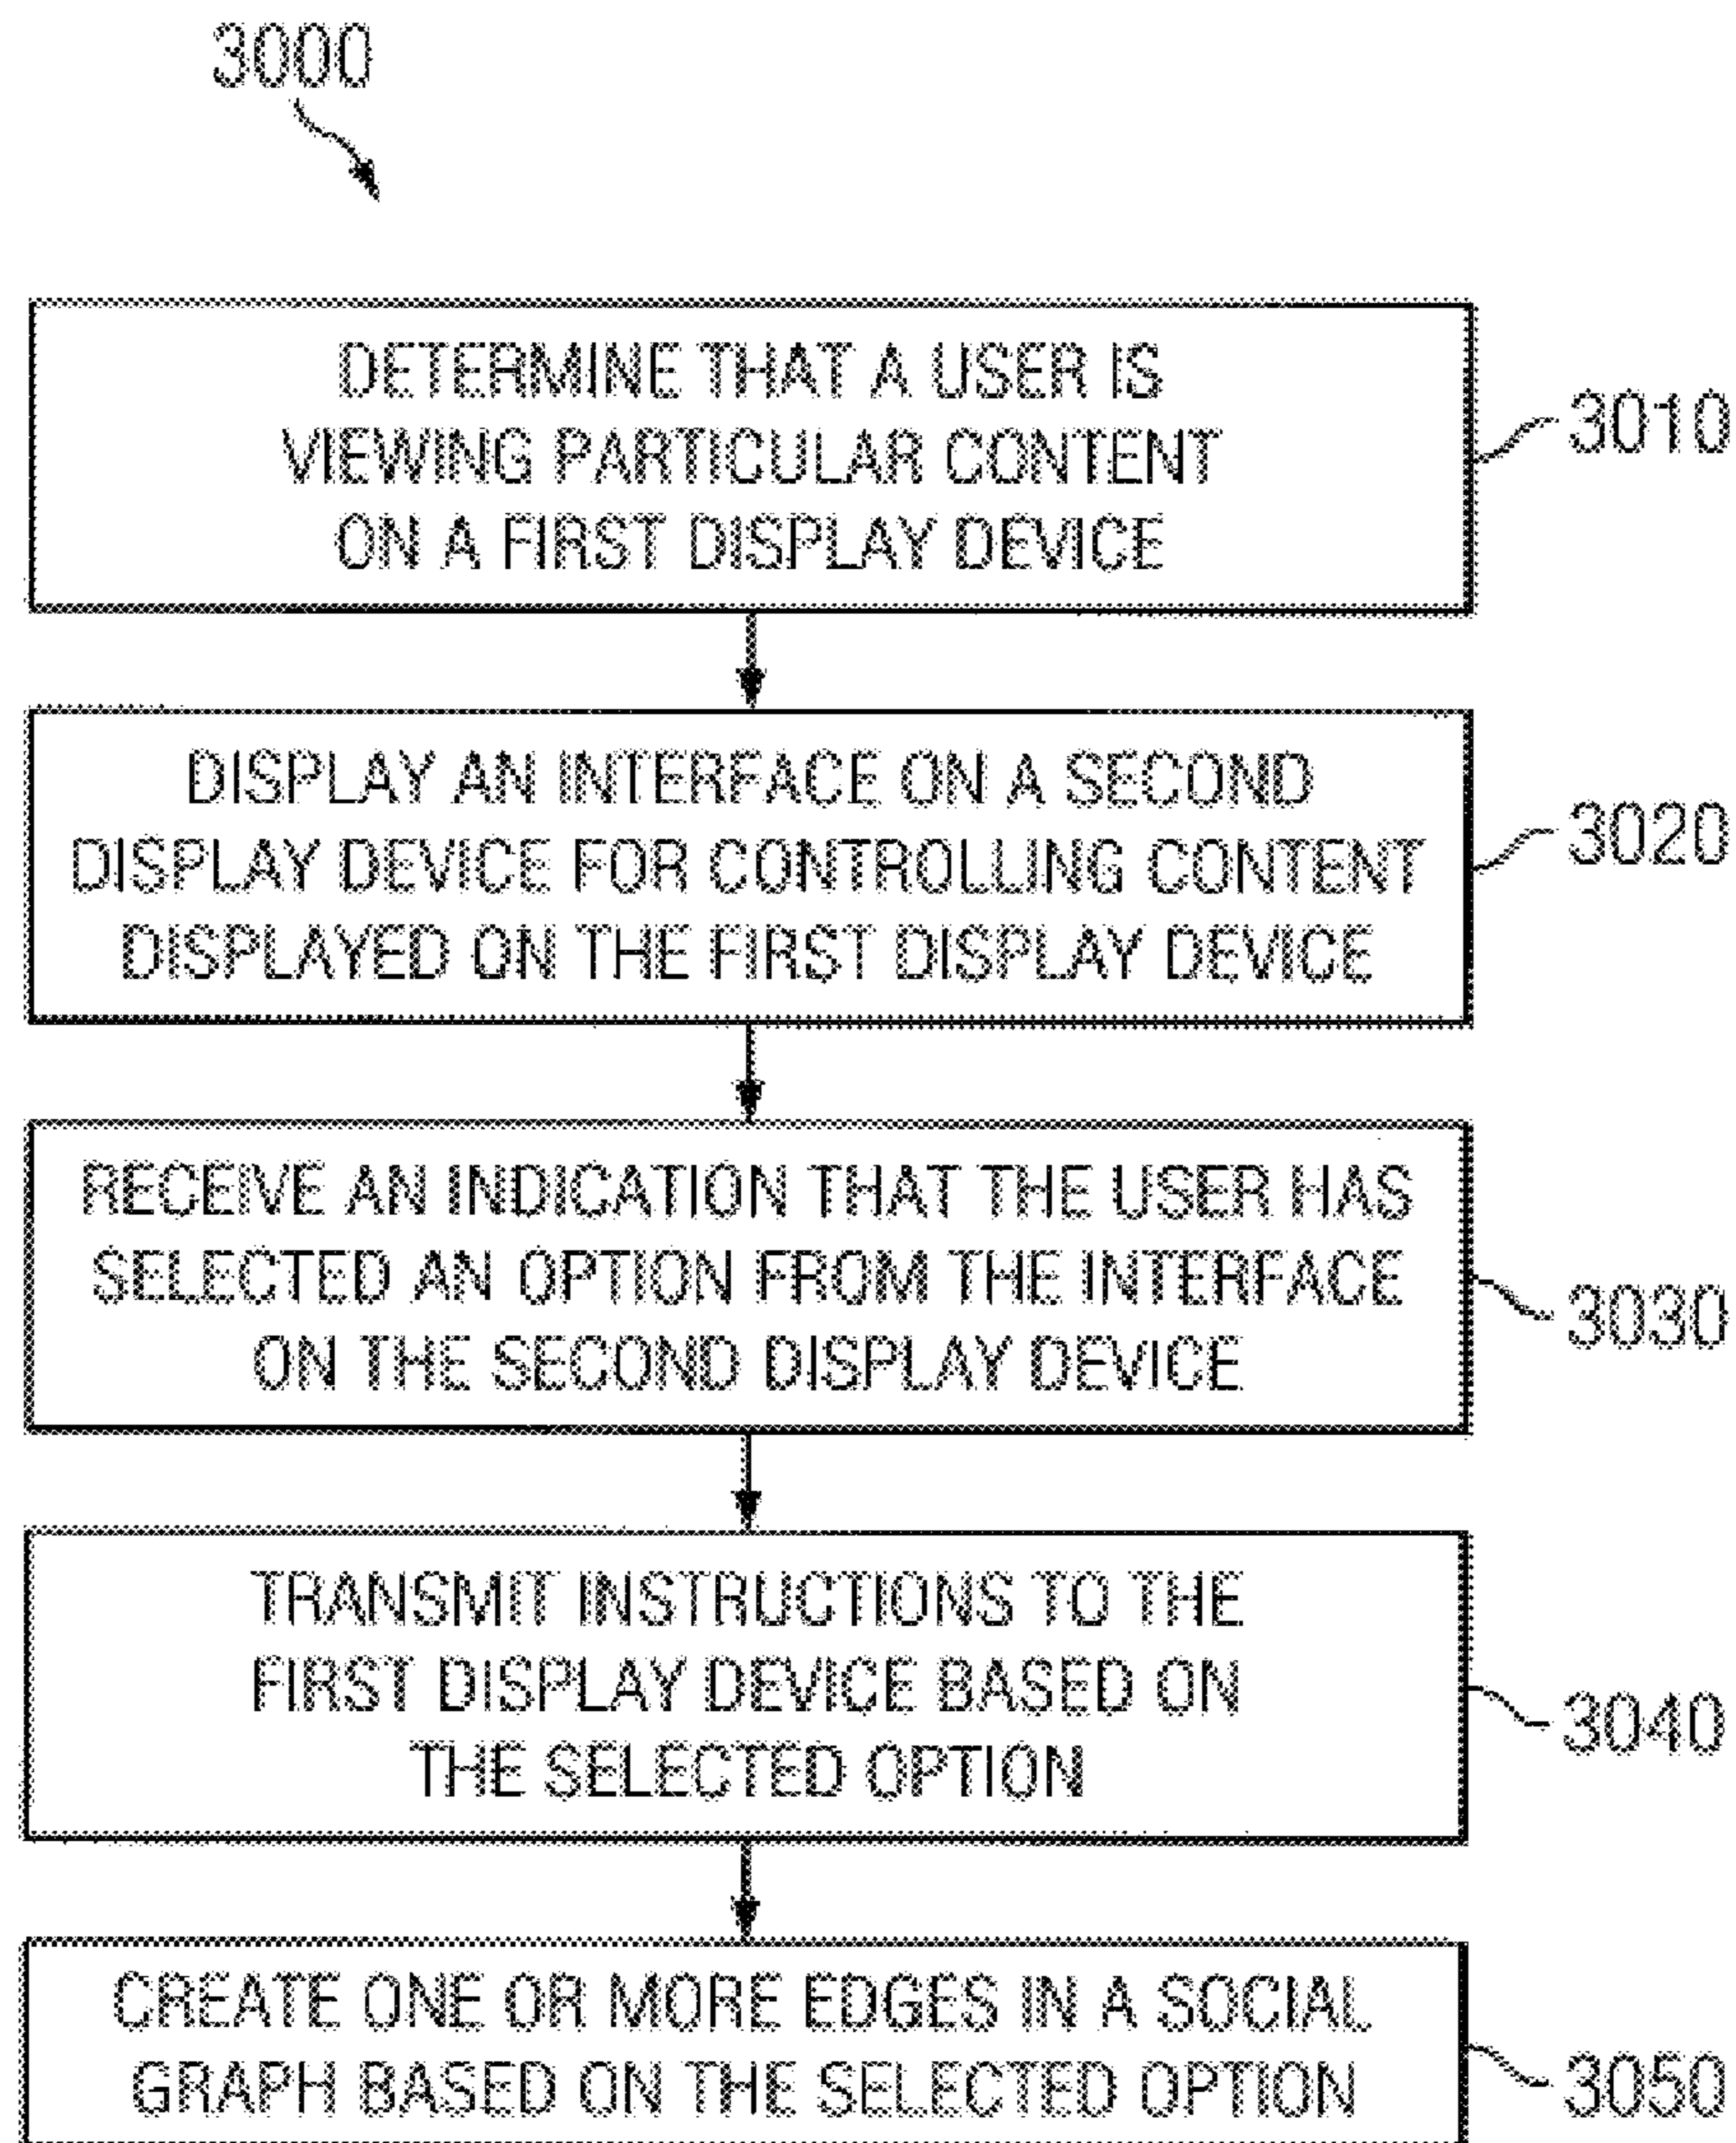 3000
DETERMINE THAT A USER IS
VIEWING PARTICULAR CONTENT
ON A FIRST DISPLAY DEVICE
3010
DISPLAY AN INTERFACE ON A SECOND
DISPLAY DEVICE FOR CONTROLLING CONTENT
DISPLAYED ON THE FIRST DISPLAY DEVICE
3020
RECEIVE AN INDICATION THAT THE USER HAS
SELECTED AN OPTION FROM THE INTERFACE
ON THE SECOND DISPLAY DEVICE
3030
TRANSMIT INSTRUCTIONS TO THE
FIRST DISPLAY DEVICE BASED ON
THE SELECTED OPTION
3040
CREATE ONE OR MORE EDGES IN A SOCIAL
GRAPH BASED ON THE SELECTED OPTION
3050